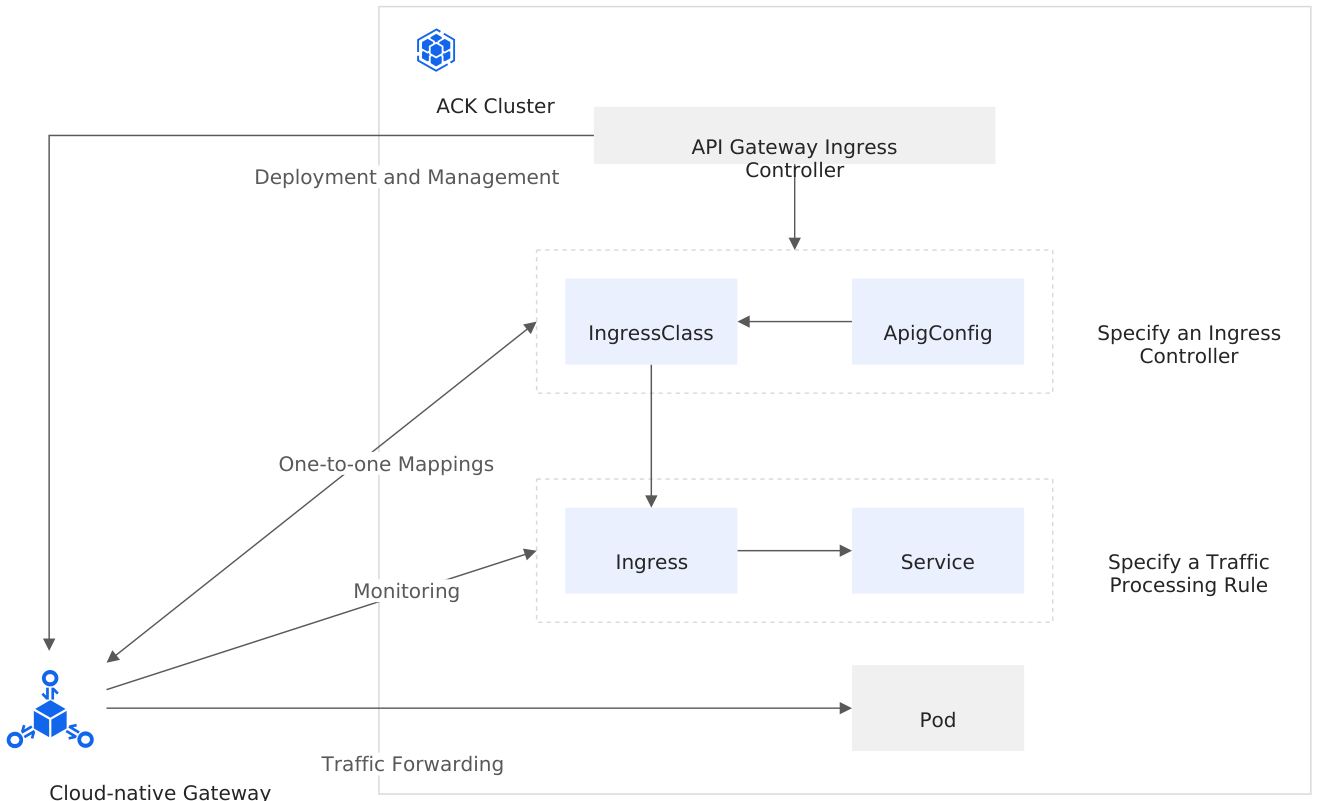 ACK Cluster
API Gateway Ingress
Controller
Deployment and Management
IngressClass
ApigConfig
Specify an Ingress
Controller
One-to-one Mappings
Ingress
Service
Specify a Traffic
Processing Rule
Monitoring
Pod
Traffic Forwarding
Cloud-native Gateway